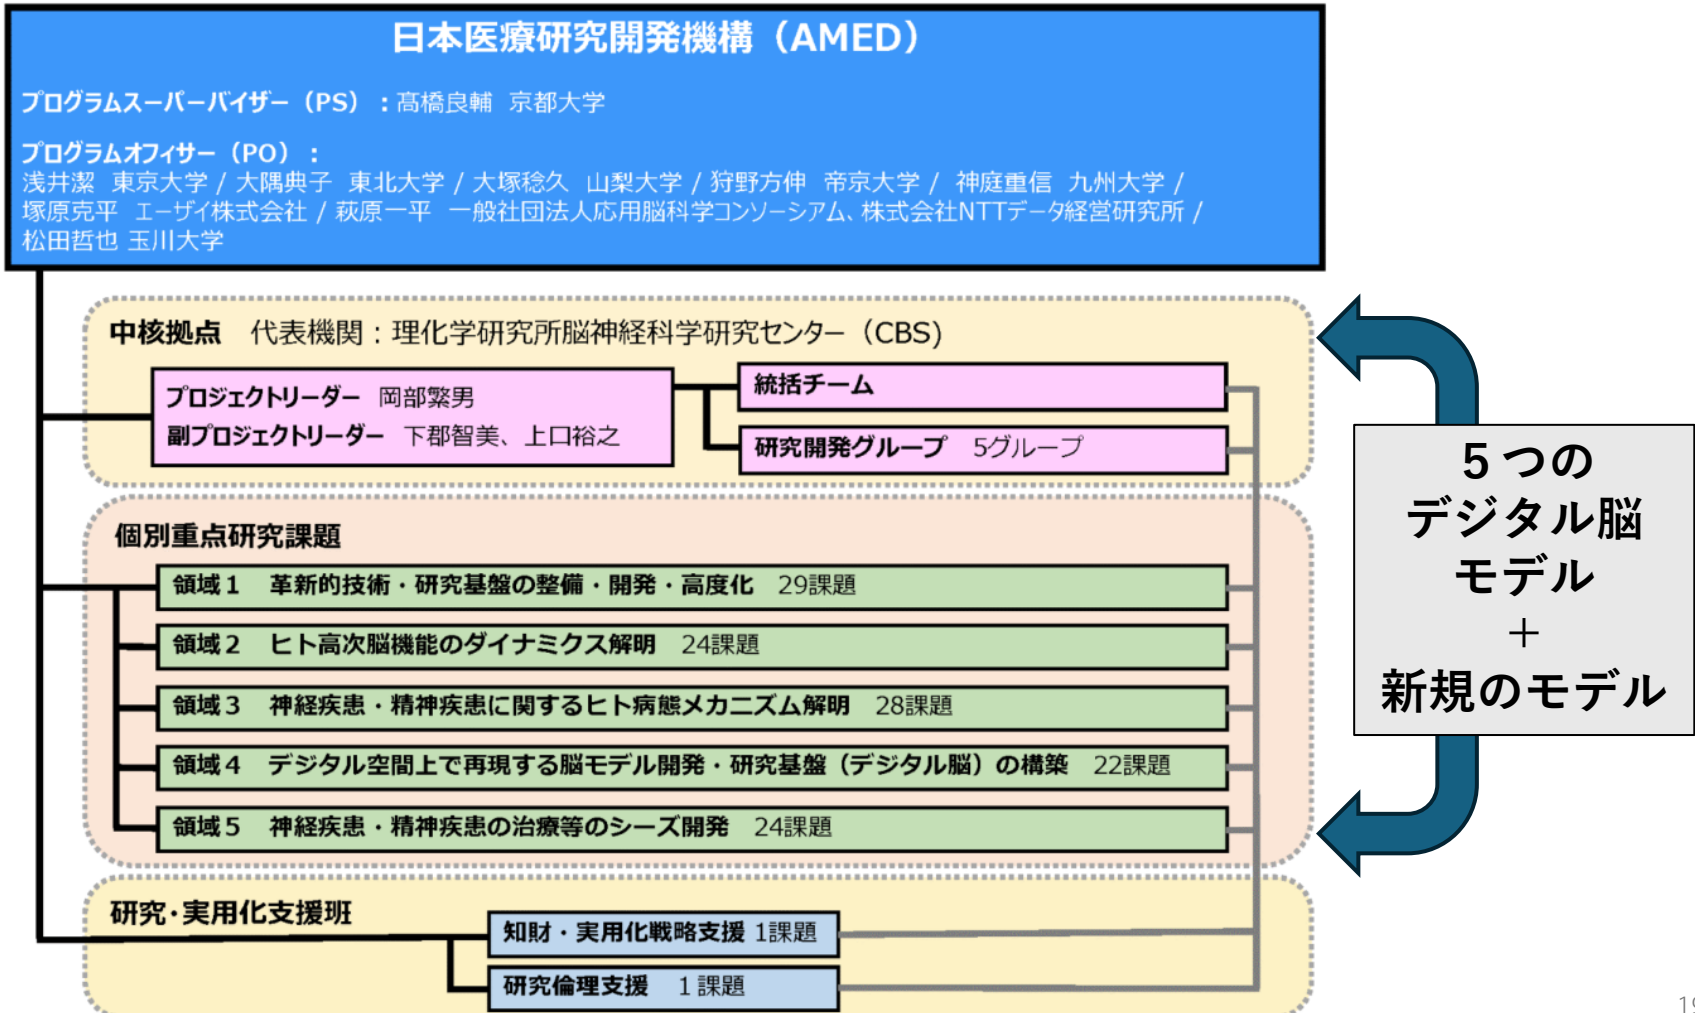 日本医療研究開発機構（AMED）
プログラムスーパーバイザー（PS）：髙橋良輔 京都大学
プログラムオフィサー（PO）：
浅井潔 東京大学 / 大隅典子 東北大学 / 大塚稔久 山梨大学 / 狩野方伸 帝京大学 / 神庭重信 九州大学 /
塚原克平 エーザイ株式会社 / 萩原一平 一般社団法人応用脳科学コンソーシアム、株式会社NTTデータ経営研究所 /
松田哲也 玉川大学
中核拠点 代表機関：理化学研究所脳神経科学研究センター（CBS）
プロジェクトリーダー 岡部繁男
副プロジェクトリーダー 下郡智美、上口裕之
統括チーム
研究開発グループ 5グループ
個別重点研究課題
領域１ 革新的技術・研究基盤の整備・開発・高度化 29課題
領域２ ヒト高次脳機能のダイナミクス解明 24課題
領域３ 神経疾患・精神疾患に関するヒト病態メカニズム解明 28課題
領域４ デジタル空間上で再現する脳モデル開発・研究基盤（デジタル脳）の構築 22課題
領域５ 神経疾患・精神疾患の治療等のシーズ開発 24課題
研究・実用化支援班
知財・実用化戦略支援 1課題
研究倫理支援 １課題
５つの
デジタル脳
モデル
＋
新規のモデル
19